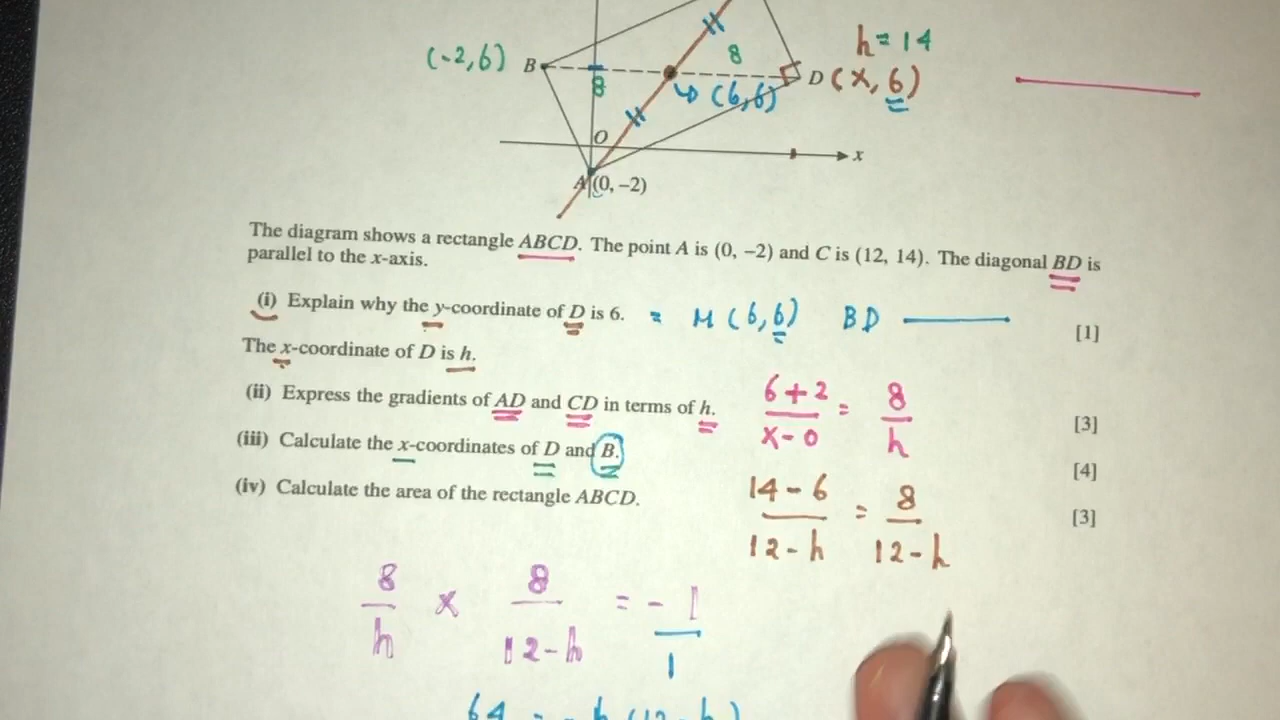 h = 14
(-2,6) B 8 8 D (x, 6)
(6,6)
O
x
A (0, −2)
The diagram shows a rectangle ABCD. The point A is (0, −2) and C is (12, 14). The diagonal BD is
parallel to the x-axis.
(i) Explain why the y-coordinate of D is 6. = M (6,6) BD [1]
The x-coordinate of D is h.
(ii) Express the gradients of AD and CD in terms of h. [3]
6+2 / x-0 = 8 / h
(iii) Calculate the x-coordinates of D and B. [4]
(iv) Calculate the area of the rectangle ABCD. [3]
14-6 / 12-h = 8 / 12-h
8 / h x 8 / 12-h = -1 / 1
64 = -h (12-h)